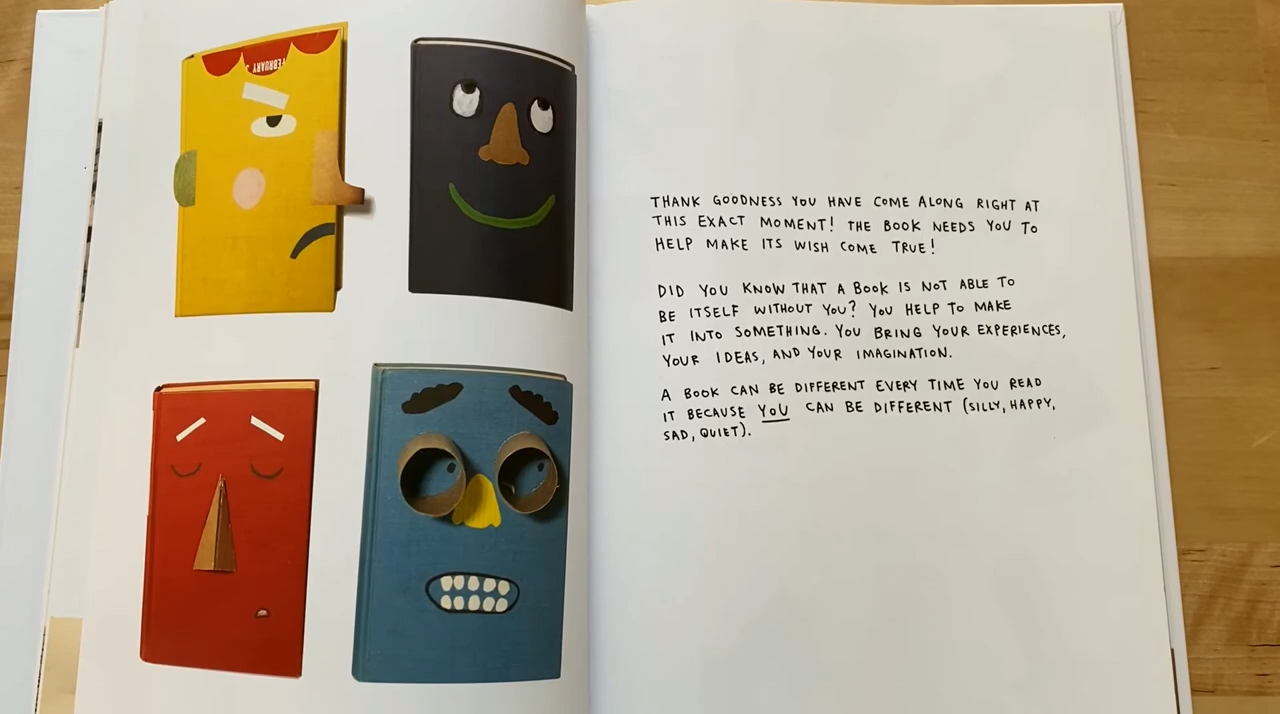 FEBRUARY 3
THANK GOODNESS YOU HAVE COME ALONG RIGHT AT
THIS EXACT MOMENT! THE BOOK NEEDS YOU TO
HELP MAKE ITS WISH COME TRUE!
DID YOU KNOW THAT A BOOK IS NOT ABLE TO
BE ITSELF WITHOUT YOU? YOU HELP TO MAKE
IT INTO SOMETHING. YOU BRING YOUR EXPERIENCES,
YOUR IDEAS, AND YOUR IMAGINATION.
A BOOK CAN BE DIFFERENT EVERY TIME YOU READ
IT BECAUSE YOU CAN BE DIFFERENT (SILLY, HAPPY,
SAD, QUIET).